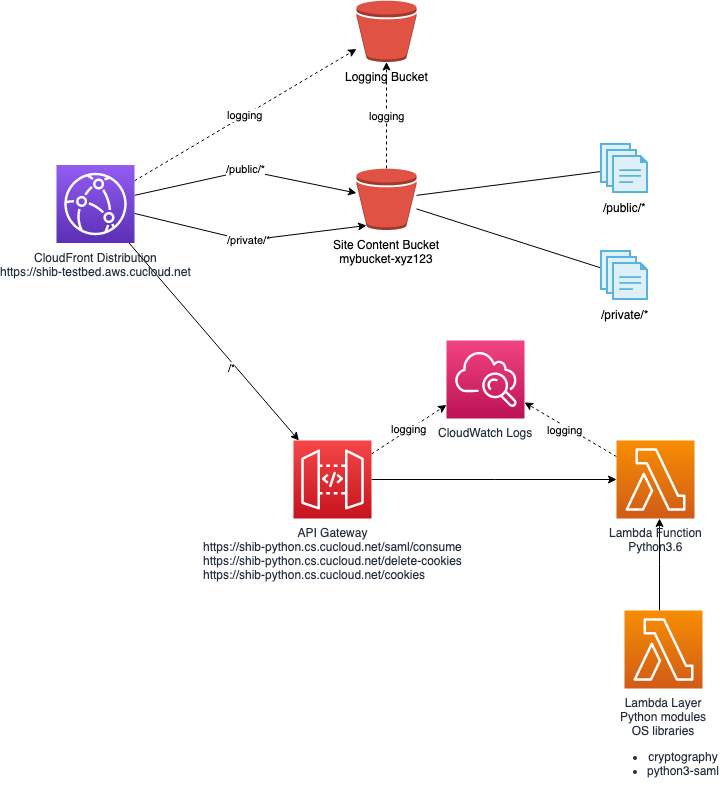 Logging Bucket
logging
logging
/public/*
/private/*
CloudFront Distribution
https://shib-testbed.aws.cucloud.net
Site Content Bucket
mybucket-xyz123
/public/*
/private/*
/*
CloudWatch Logs
logging
logging
API Gateway
https://shib-python.cs.cucloud.net/saml/consume
https://shib-python.cs.cucloud.net/delete-cookies
https://shib-python.cs.cucloud.net/cookies
Lambda Function
Python3.6
Lambda Layer
Python modules
OS libraries
• cryptography
• python3-saml